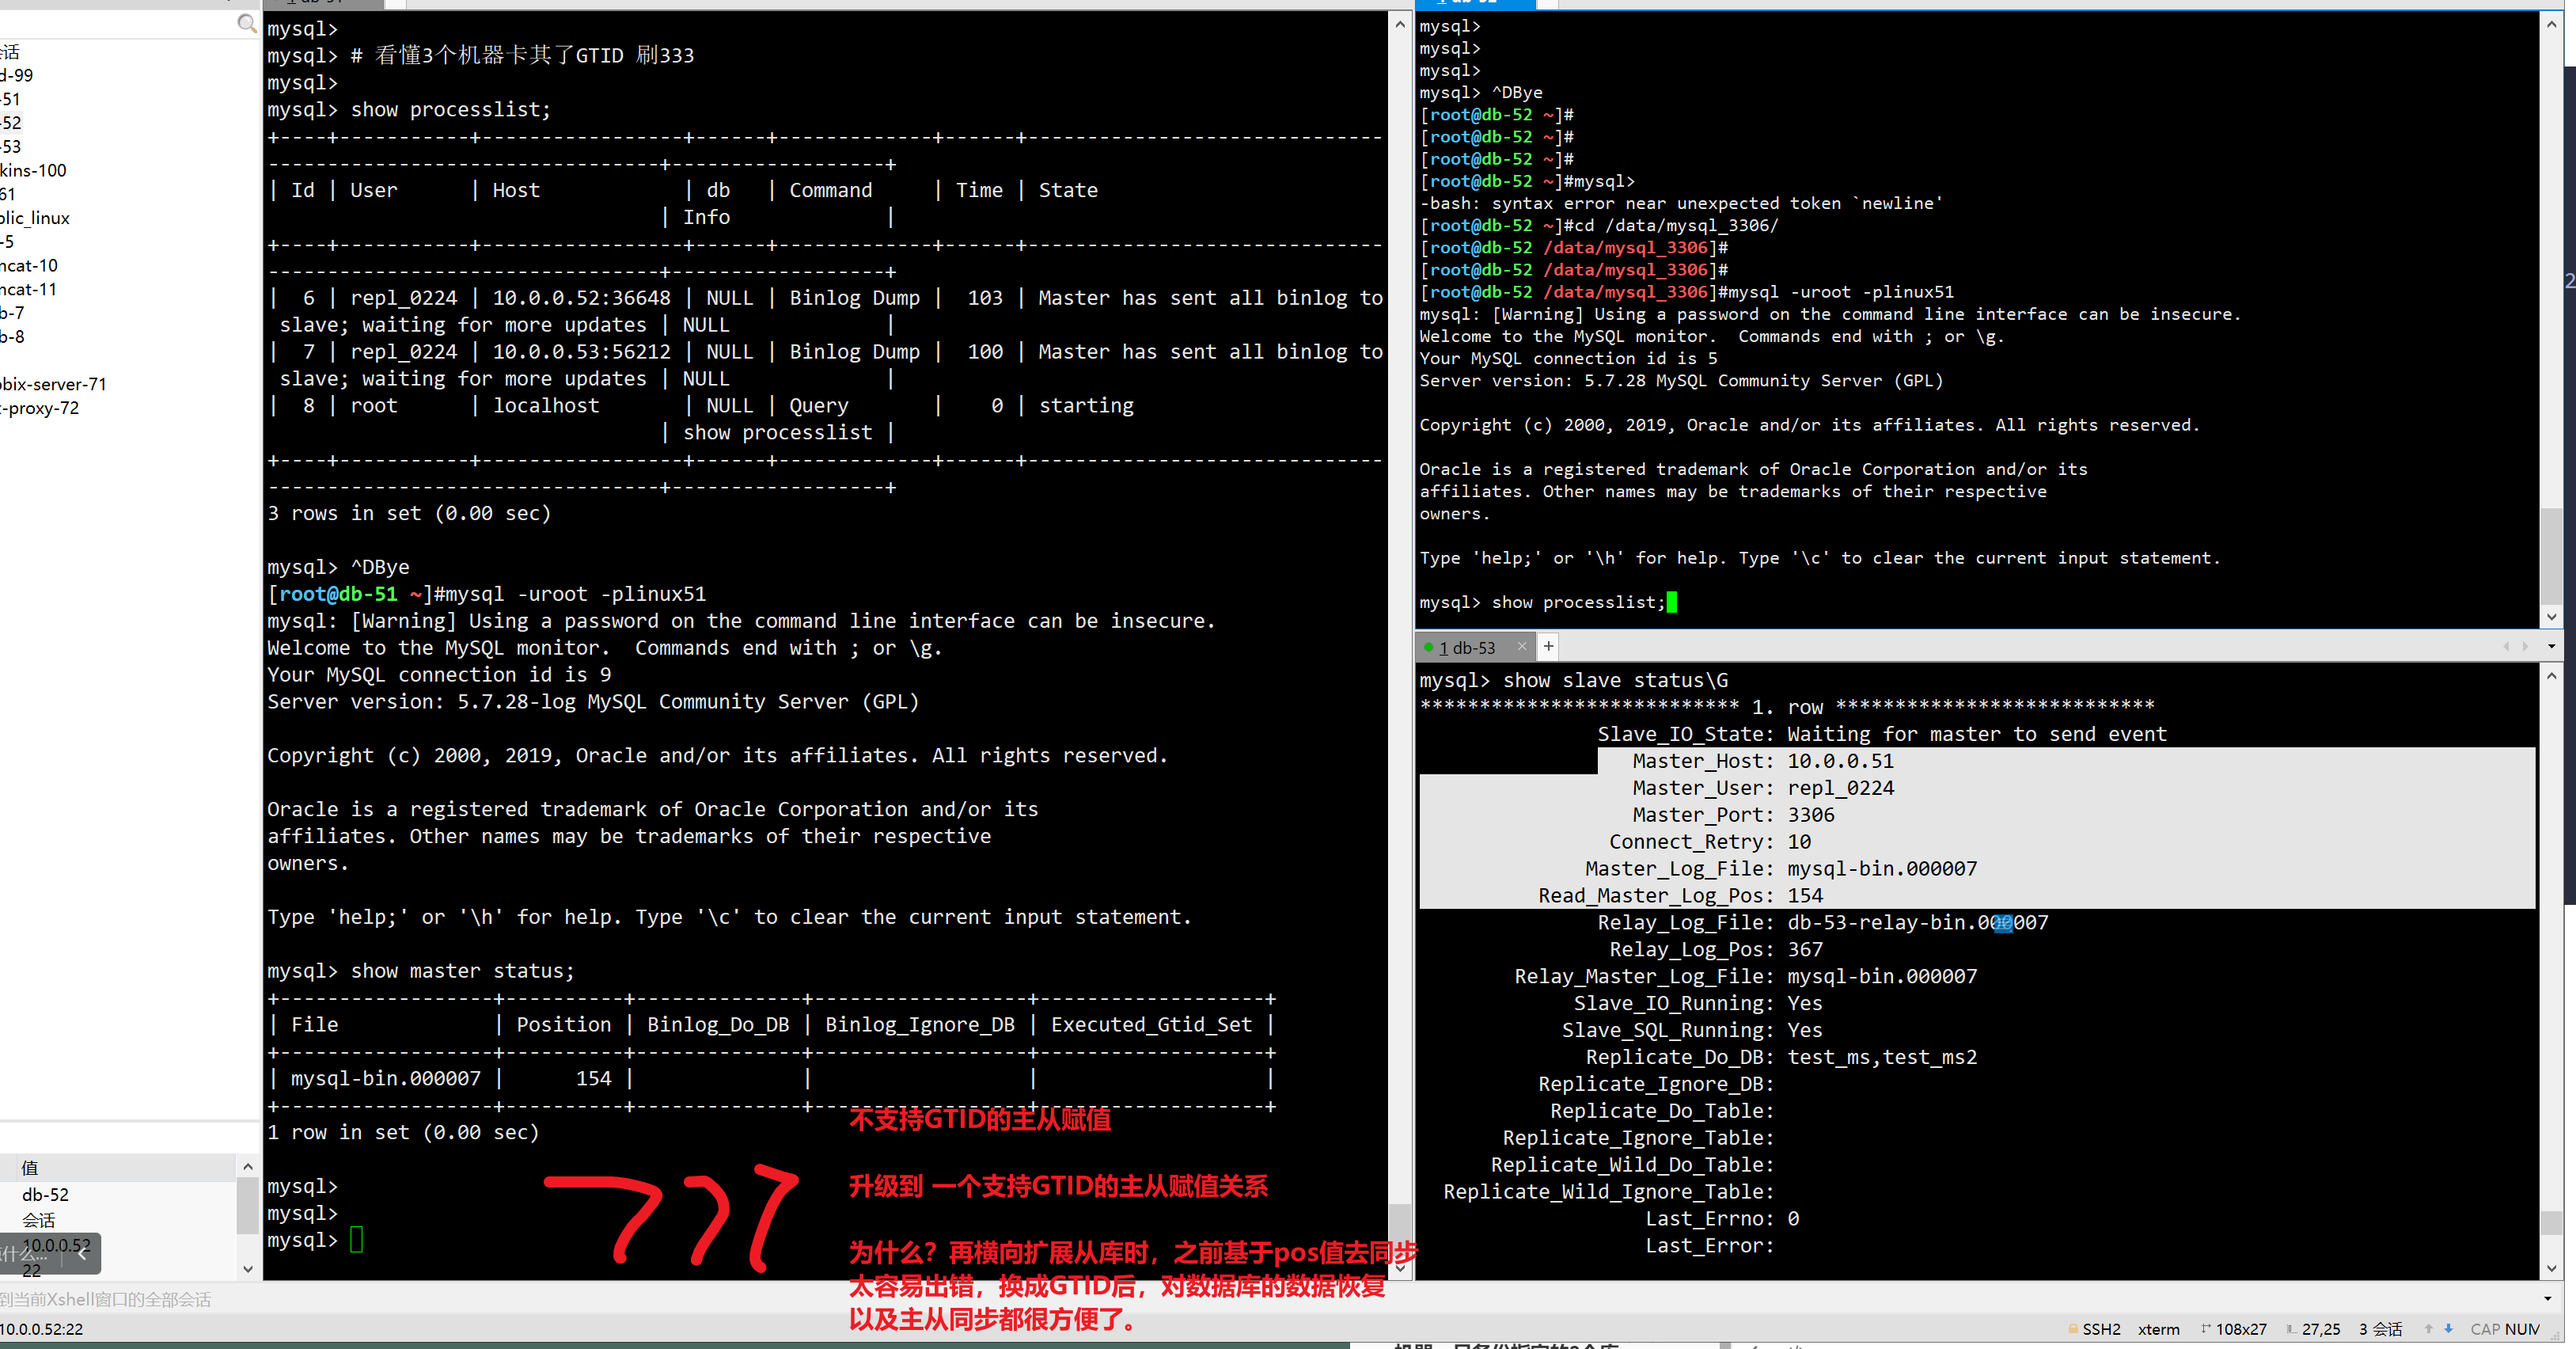 会话
d-99
-51
-52
-53
kins-100
61
blic_linux
-5
ncat-10
ncat-11
b-7
b-8
bbix-server-71
t-proxy-72
值
db-52
会话
10.0.0.52
22
到当前Xshell窗口的全部会话
10.0.0.52:22
mysql>
mysql> # 看懂3个机器卡其了GTID 刷333
mysql>
mysql> show processlist;
+----+-----------+-----------------+------+-------------+------+------------------------------
---------------------------------+------------------+
| Id | User      | Host            | db   | Command     | Time | State
                                 | Info             |
+----+-----------+-----------------+------+-------------+------+------------------------------
---------------------------------+------------------+
|  6 | repl_0224 | 10.0.0.52:36648 | NULL | Binlog Dump |  103 | Master has sent all binlog to
 slave; waiting for more updates | NULL             |
|  7 | repl_0224 | 10.0.0.53:56212 | NULL | Binlog Dump |  100 | Master has sent all binlog to
 slave; waiting for more updates | NULL             |
|  8 | root      | localhost       | NULL | Query       |    0 | starting
                                 | show processlist |
+----+-----------+-----------------+------+-------------+------+------------------------------
---------------------------------+------------------+
3 rows in set (0.00 sec)
mysql> ^DBye
[root@db-51 ~]#mysql -uroot -plinux51
mysql: [Warning] Using a password on the command line interface can be insecure.
Welcome to the MySQL monitor.  Commands end with ; or \g.
Your MySQL connection id is 9
Server version: 5.7.28-log MySQL Community Server (GPL)
Copyright (c) 2000, 2019, Oracle and/or its affiliates. All rights reserved.
Oracle is a registered trademark of Oracle Corporation and/or its
affiliates. Other names may be trademarks of their respective
owners.
Type 'help;' or '\h' for help. Type '\c' to clear the current input statement.
mysql> show master status;
+------------------+----------+--------------+------------------+-------------------+
| File             | Position | Binlog_Do_DB | Binlog_Ignore_DB | Executed_Gtid_Set |
+------------------+----------+--------------+------------------+-------------------+
| mysql-bin.000007 |      154 |              |                  |                   |
+------------------+----------+--------------+------------------+-------------------+
1 row in set (0.00 sec)
mysql>
mysql>
mysql>
不支持GTID的主从赋值
升级到 一个支持GTID的主从赋值关系
为什么？再横向扩展从库时，之前基于pos值去同步
太容易出错，换成GTID后，对数据库的数据恢复
以及主从同步都很方便了。
777
mysql>
mysql>
mysql>
mysql> ^DBye
[root@db-52 ~]#
[root@db-52 ~]#
[root@db-52 ~]#
[root@db-52 ~]#mysql>
-bash: syntax error near unexpected token `newline'
[root@db-52 ~]#cd /data/mysql_3306/
[root@db-52 /data/mysql_3306]#
[root@db-52 /data/mysql_3306]#
[root@db-52 /data/mysql_3306]#mysql -uroot -plinux51
mysql: [Warning] Using a password on the command line interface can be insecure.
Welcome to the MySQL monitor.  Commands end with ; or \g.
Your MySQL connection id is 5
Server version: 5.7.28 MySQL Community Server (GPL)
Copyright (c) 2000, 2019, Oracle and/or its affiliates. All rights reserved.
Oracle is a registered trademark of Oracle Corporation and/or its
affiliates. Other names may be trademarks of their respective
owners.
Type 'help;' or '\h' for help. Type '\c' to clear the current input statement.
mysql> show processlist;
1 db-53 × +
mysql> show slave status\G
*************************** 1. row ***************************
Slave_IO_State: Waiting for master to send event
Master_Host: 10.0.0.51
Master_User: repl_0224
Master_Port: 3306
Connect_Retry: 10
Master_Log_File: mysql-bin.000007
Read_Master_Log_Pos: 154
Relay_Log_File: db-53-relay-bin.000007
Relay_Log_Pos: 367
Relay_Master_Log_File: mysql-bin.000007
Slave_IO_Running: Yes
Slave_SQL_Running: Yes
Replicate_Do_DB: test_ms,test_ms2
Replicate_Ignore_DB:
Replicate_Do_Table:
Replicate_Ignore_Table:
Replicate_Wild_Do_Table:
Replicate_Wild_Ignore_Table:
Last_Errno: 0
Last_Error:
SSH2 xterm 108x27 27,25 3 会话 CAP NUM